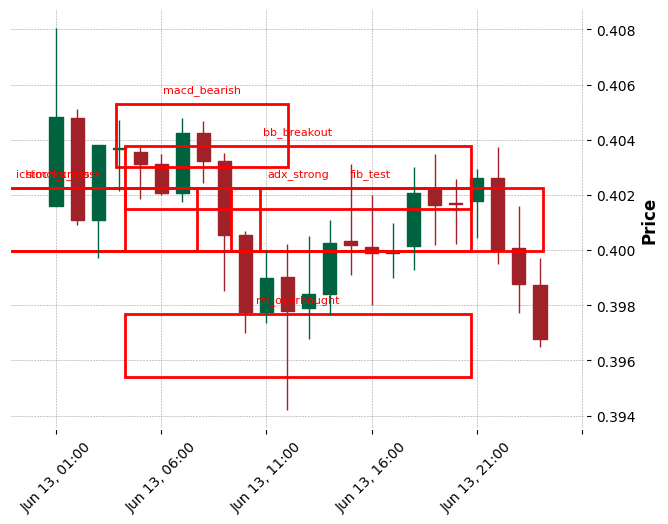 0.408
0.406
macd_bearish
0.404
bb_breakout
adx_strong
fib_test
0.402
Price
0.400
0.398
0.396
0.394
Jun 13, 01:00
Jun 13, 06:00
Jun 13, 11:00
Jun 13, 16:00
Jun 13, 21:00